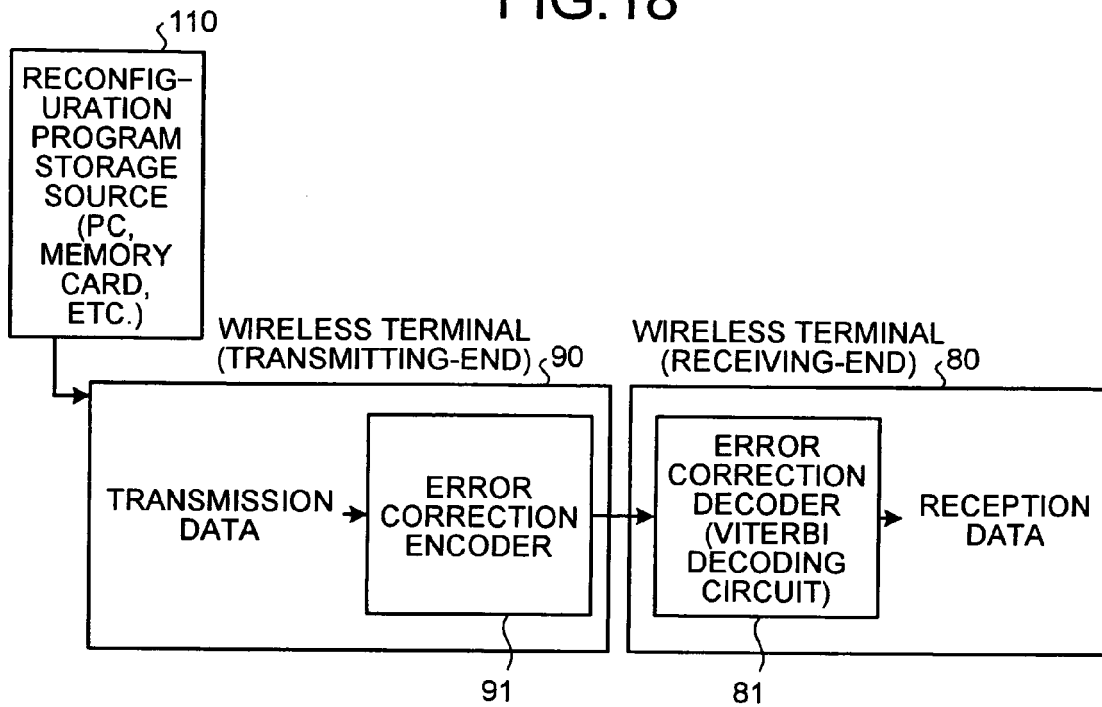 FIG.18
110
RECONFIG-
URATION
PROGRAM
STORAGE
SOURCE
(PC,
MEMORY
CARD,
ETC.)
WIRELESS TERMINAL
(TRANSMITTING-END)
90
WIRELESS TERMINAL
(RECEIVING-END)
80
TRANSMISSION
DATA
ERROR
CORRECTION
ENCODER
ERROR
CORRECTION
DECODER
(VITERBI
DECODING
CIRCUIT)
RECEPTION
DATA
91
81